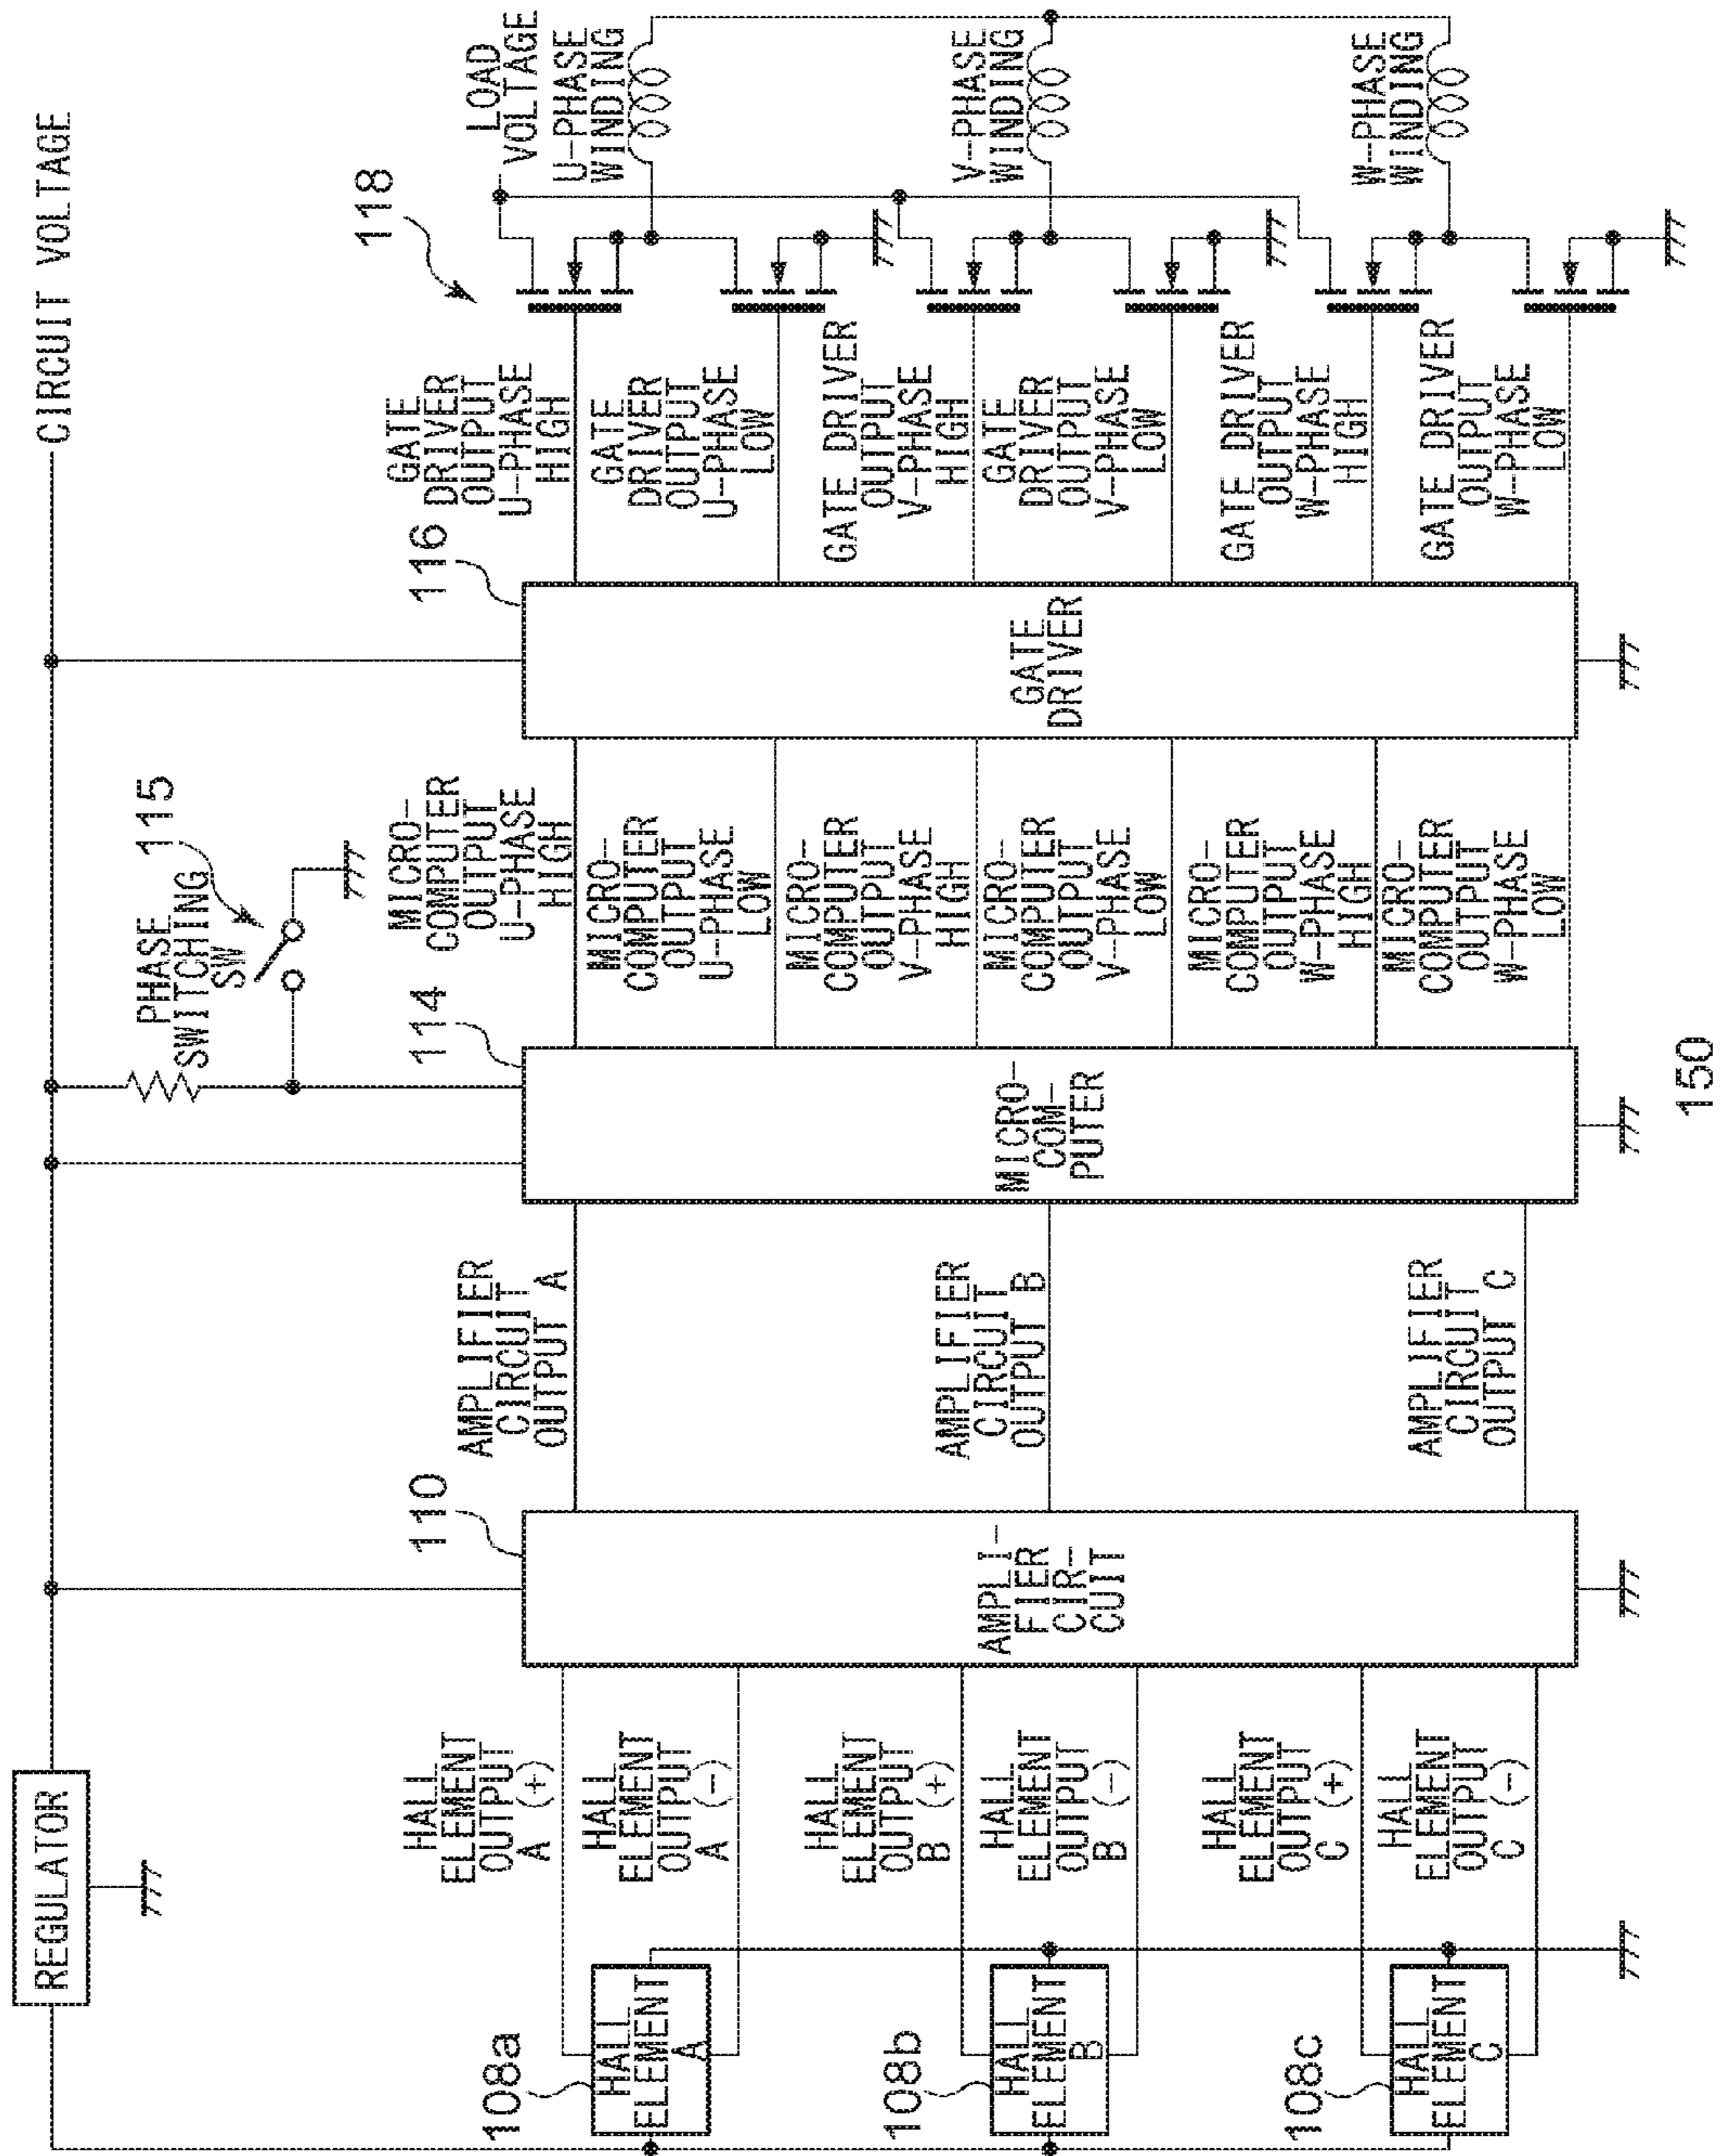 REGULATOR
CIRCUIT VOLTAGE
108a
HALL
ELEMENT
A
108b
HALL
ELEMENT
B
108c
HALL
ELEMENT
C
HALL
ELEMENT
OUTPUT
A (+)
HALL
ELEMENT
OUTPUT
A (-)
HALL
ELEMENT
OUTPUT
B (+)
HALL
ELEMENT
OUTPUT
B (-)
HALL
ELEMENT
OUTPUT
C (+)
HALL
ELEMENT
OUTPUT
C (-)
110
AMPLI-
FIER
CIR-
CUIT
AMPLIFIER
CIRCUIT
OUTPUT A
AMPLIFIER
CIRCUIT
OUTPUT B
AMPLIFIER
CIRCUIT
OUTPUT C
114
MICRO-
COM-
PUTER
PHASE
SWITCHING
SW
115
MICRO-
COMPUTER
OUTPUT
U-PHASE
HIGH
MICRO-
COMPUTER
OUTPUT
U-PHASE
LOW
MICRO-
COMPUTER
OUTPUT
V-PHASE
HIGH
MICRO-
COMPUTER
OUTPUT
V-PHASE
LOW
MICRO-
COMPUTER
OUTPUT
W-PHASE
HIGH
MICRO-
COMPUTER
OUTPUT
W-PHASE
LOW
116
GATE
DRIVER
GATE
DRIVER
OUTPUT
U-PHASE
HIGH
GATE
DRIVER
OUTPUT
U-PHASE
LOW
GATE DRIVER
OUTPUT
V-PHASE
HIGH
GATE
DRIVER
OUTPUT
V-PHASE
LOW
GATE DRIVER
OUTPUT
W-PHASE
HIGH
GATE DRIVER
OUTPUT
W-PHASE
LOW
118
LOAD
VOLTAGE
U-PHASE
WINDING
V-PHASE
WINDING
W-PHASE
WINDING
150